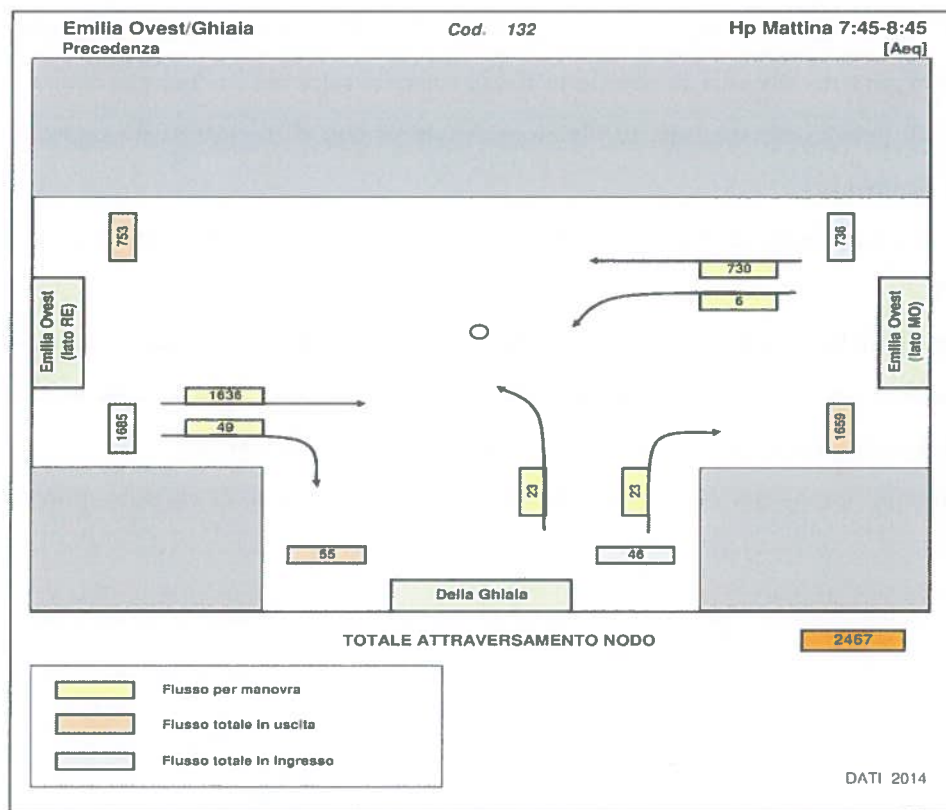 Emilia Ovest/Ghiaia Cod. 132 Hp Mattina 7:45-8:45
Precedenza [Aeq]
753
736
730
6
Emilia Ovest
(lato RE)
Emilia Ovest
(lato MO)
1636
49
1685
1659
23
23
55
46
Della Ghiaia
TOTALE ATTRAVERSAMENTO NODO 2467
Flusso per manovra
Flusso totale in uscita
Flusso totale in ingresso
DATI 2014